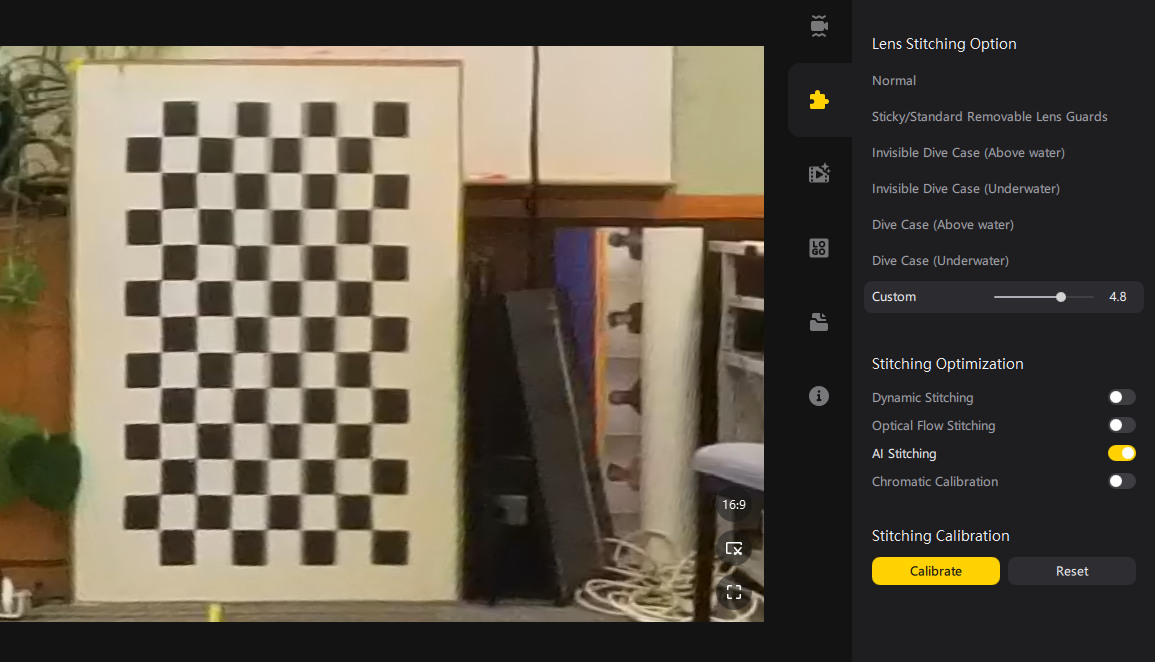 Lens Stitching Option
Normal
Sticky/Standard Removable Lens Guards
Invisible Dive Case (Above water)
Invisible Dive Case (Underwater)
Dive Case (Above water)
LO
GO
Dive Case (Underwater)
Custom 4.8
Stitching Optimization
Dynamic Stitching
Optical Flow Stitching
AI Stitching
Chromatic Calibration
16:9
Stitching Calibration
Calibrate Reset